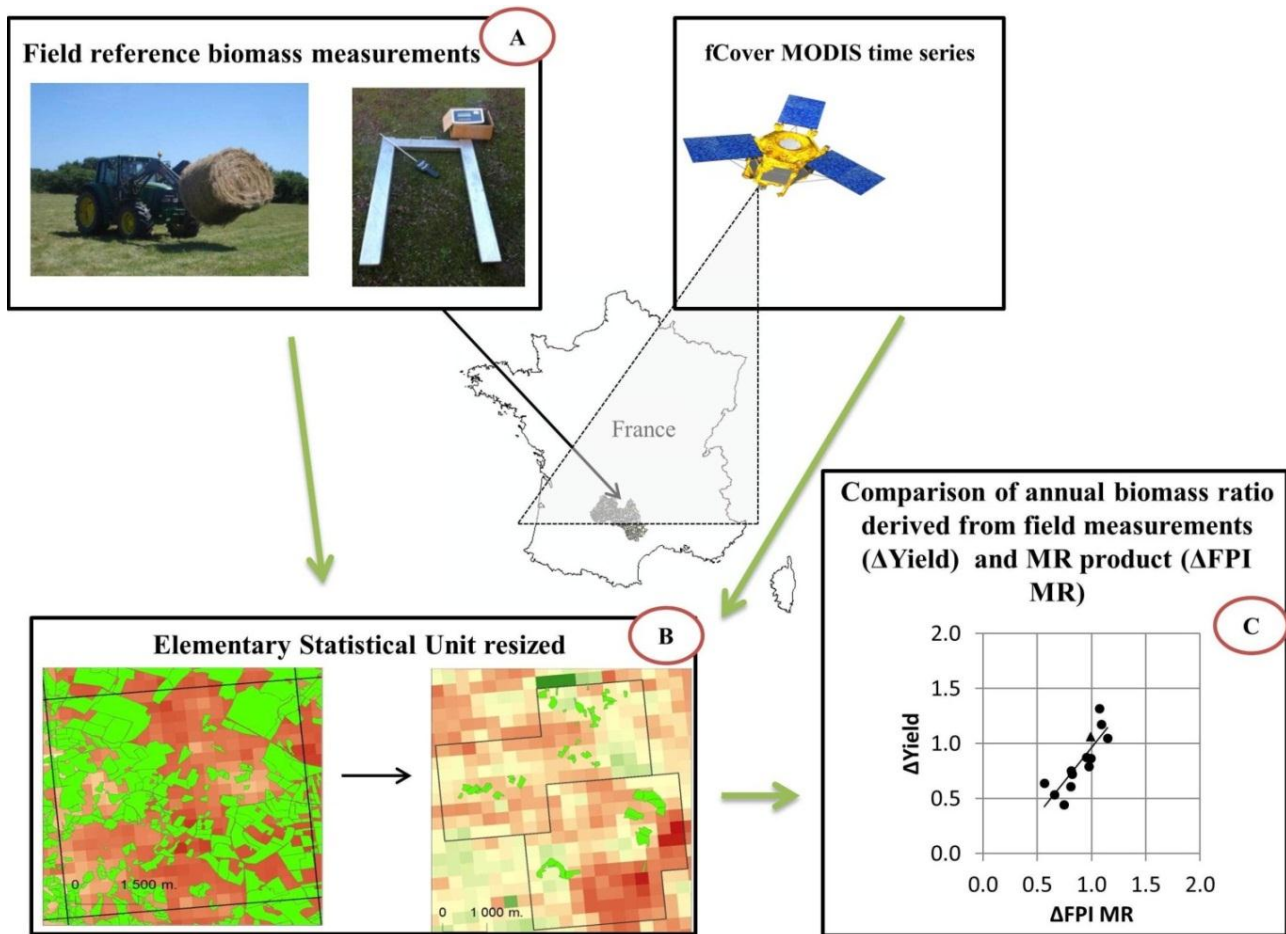 A
Field reference biomass measurements
fCover MODIS time series
France
B
Elementary Statistical Unit resized
0 1 500 m.
0 1 000 m.
Comparison of annual biomass ratio
derived from field measurements
(ΔYield) and MR product (ΔFPI
MR)
C
2.0
1.5
1.0
0.5
0.0
ΔYield
0.0 0.5 1.0 1.5 2.0
ΔFPI MR